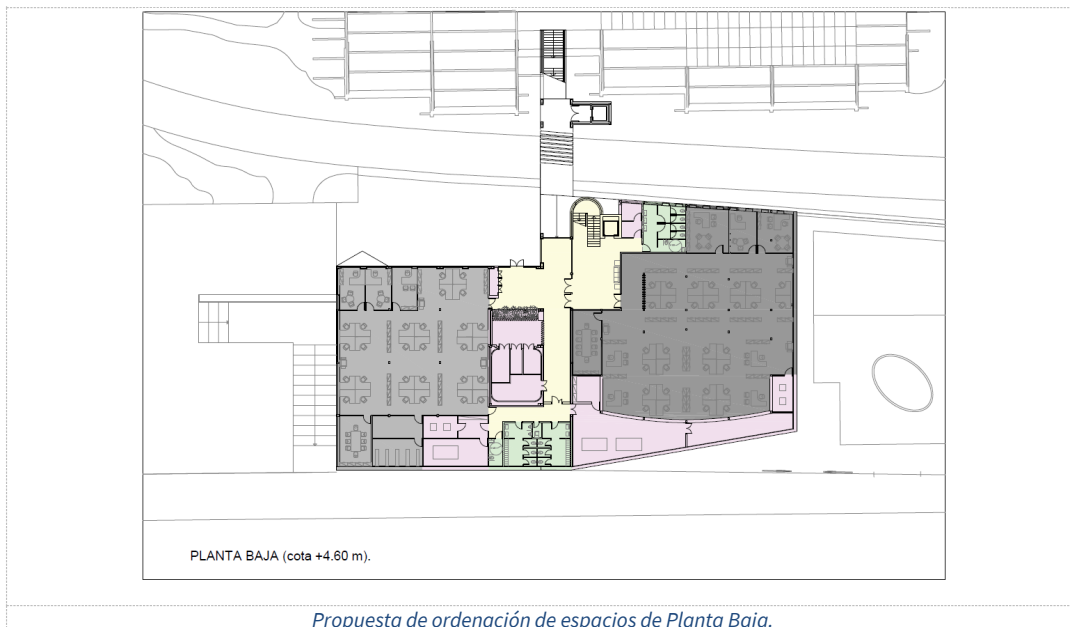 PLANTA BAJA (cota +4.60 m).
Propuesta de ordenación de espacios de Planta Baja.